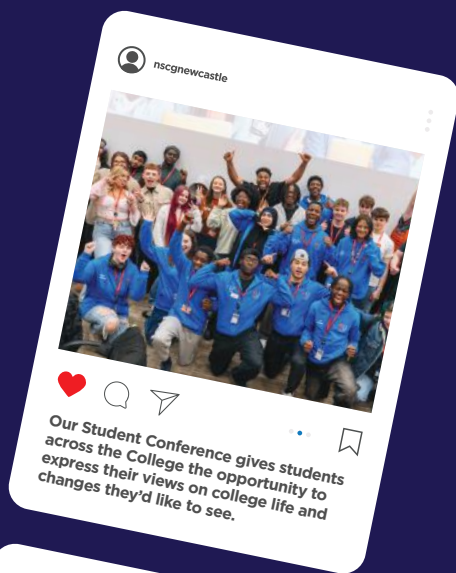 nscgnewcastle
Our Student Conference gives students
across the College the opportunity to
express their views on college life and
changes they'd like to see.